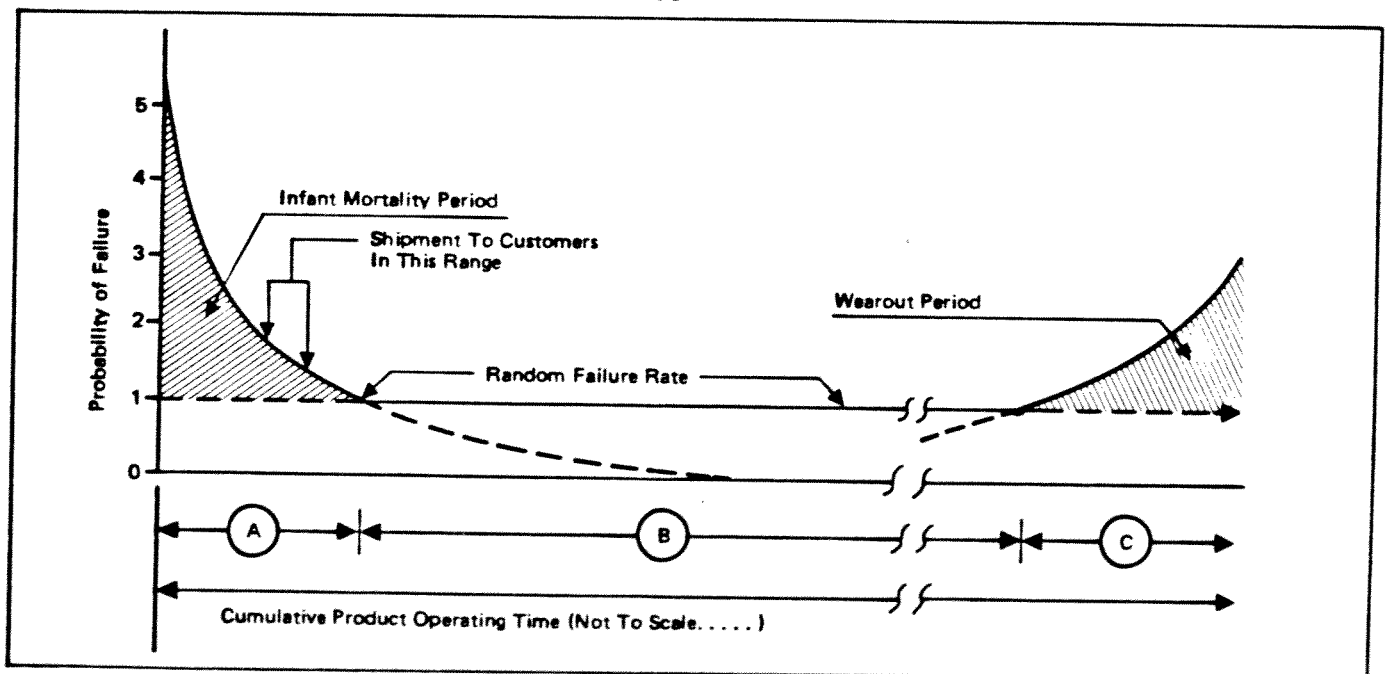 5
4
3
2
1
0
Probability of Failure
Infant Mortality Period
Shipment To Customers
In This Range
Random Failure Rate
Wearout Period
A
B
C
Cumulative Product Operating Time (Not To Scale.....)